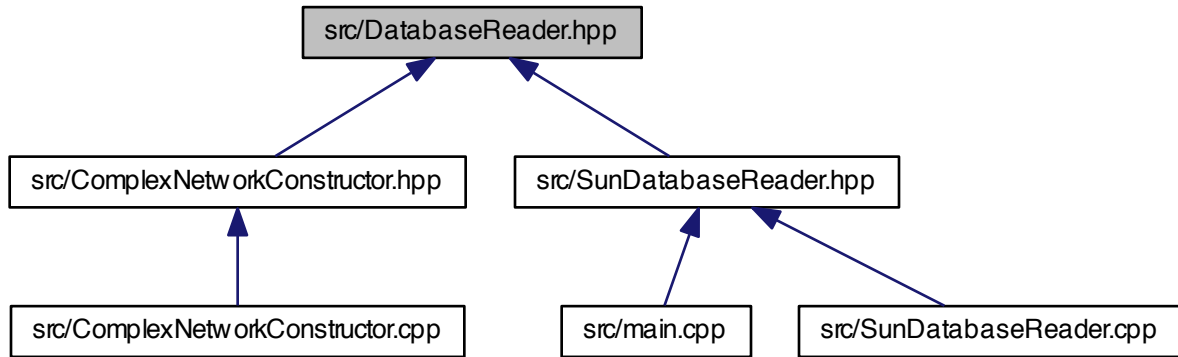 src/DatabaseReader.hpp
src/ComplexNetworkConstructor.hpp
src/SunDatabaseReader.hpp
src/ComplexNetworkConstructor.cpp
src/main.cpp
src/SunDatabaseReader.cpp